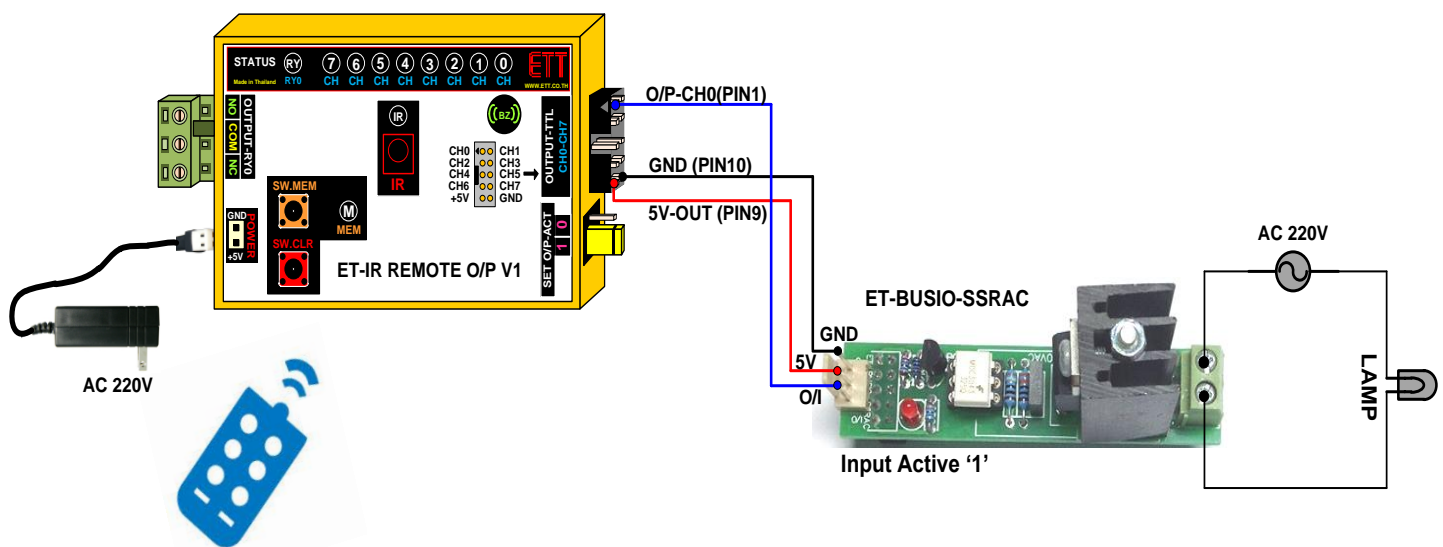 STATUS RY 7 6 5 4 3 2 1 0 ETT
Made in Thailand RY0 CH CH CH CH CH CH CH CH WWW.ETT.CO.TH
NO COM NC
OUTPUT-RY0
IR
IR
((BZ))
CH0 CH1
CH2 CH3
CH4 CH5
CH6 CH7
+5V GND
OUTPUT-TTL
CH0-CH7
SW.MEM
M
MEM
GND
POWER
+5V
SW.CLR
ET-IR REMOTE O/P V1
SET O/P-ACT
1 0
O/P-CH0(PIN1)
GND (PIN10)
5V-OUT (PIN9)
AC 220V
AC 220V
ET-BUSIO-SSRAC
GND
5V
O/I
LAMP
Input Active ‘1’